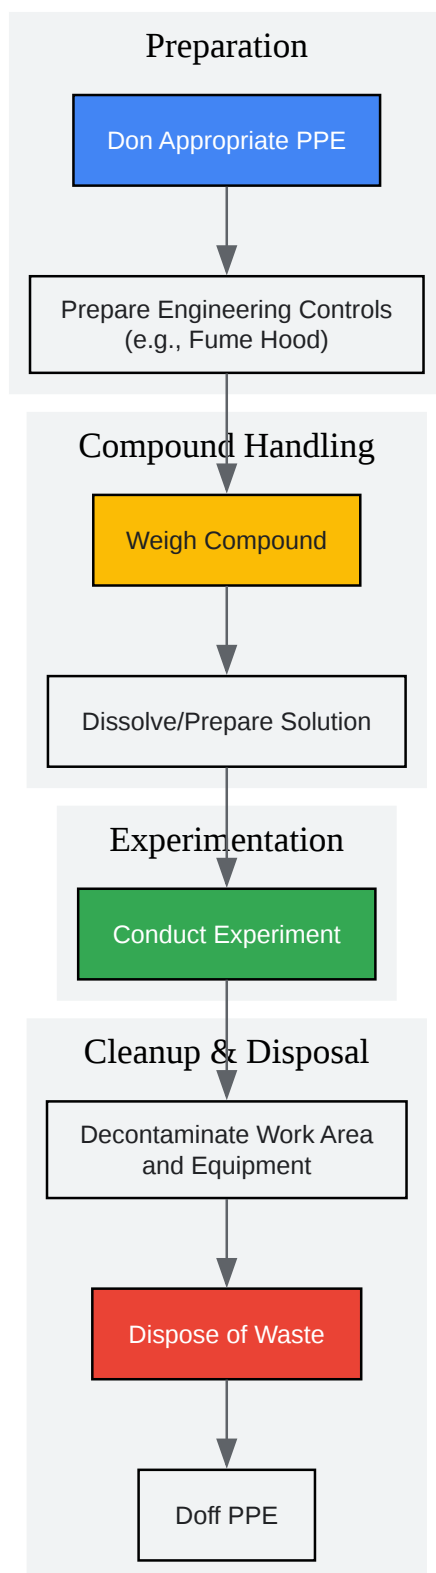 Preparation
Don Appropriate PPE
Prepare Engineering Controls
(e.g., Fume Hood)
Compound Handling
Weigh Compound
Dissolve/Prepare Solution
Experimentation
Conduct Experiment
Cleanup & Disposal
Decontaminate Work Area
and Equipment
Dispose of Waste
Doff PPE